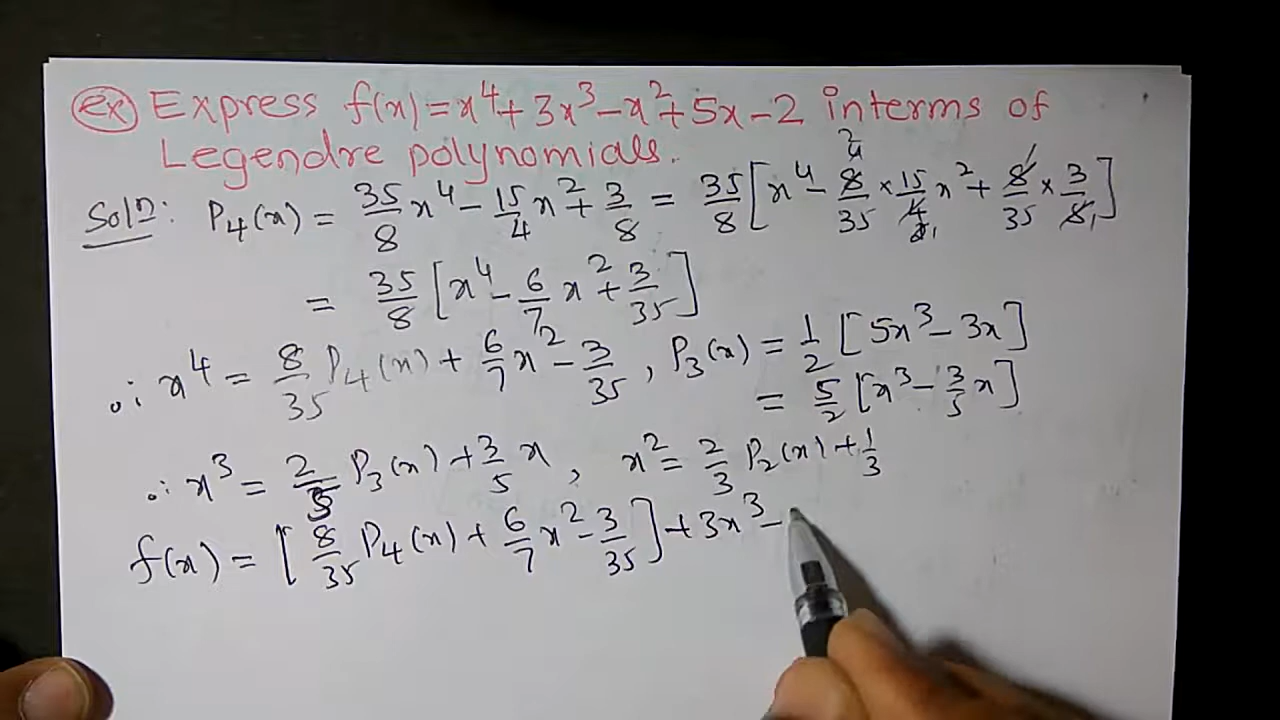 ex Express f(x) = x⁴ + 3x³ - x² + 5x - 2 interms of
Legendre polynomials.
Solⁿ: P₄(x) = 35/8 x⁴ - 15/4 x² + 3/8 = 35/8 [x⁴ - 8/35 × 15/4 x² + 8/35 × 3/8]
= 35/8 [x⁴ - 6/7 x² + 3/35]
∴ x⁴ = 8/35 P₄(x) + 6/7 x² - 3/35 , P₃(x) = 1/2 [5x³ - 3x]
= 5/2 [x³ - 3/5 x]
∴ x³ = 2/5 P₃(x) + 3/5 x , x² = 2/3 P₂(x) + 1/3
f(x) = [8/35 P₄(x) + 6/7 x² - 3/35] + 3x³ -